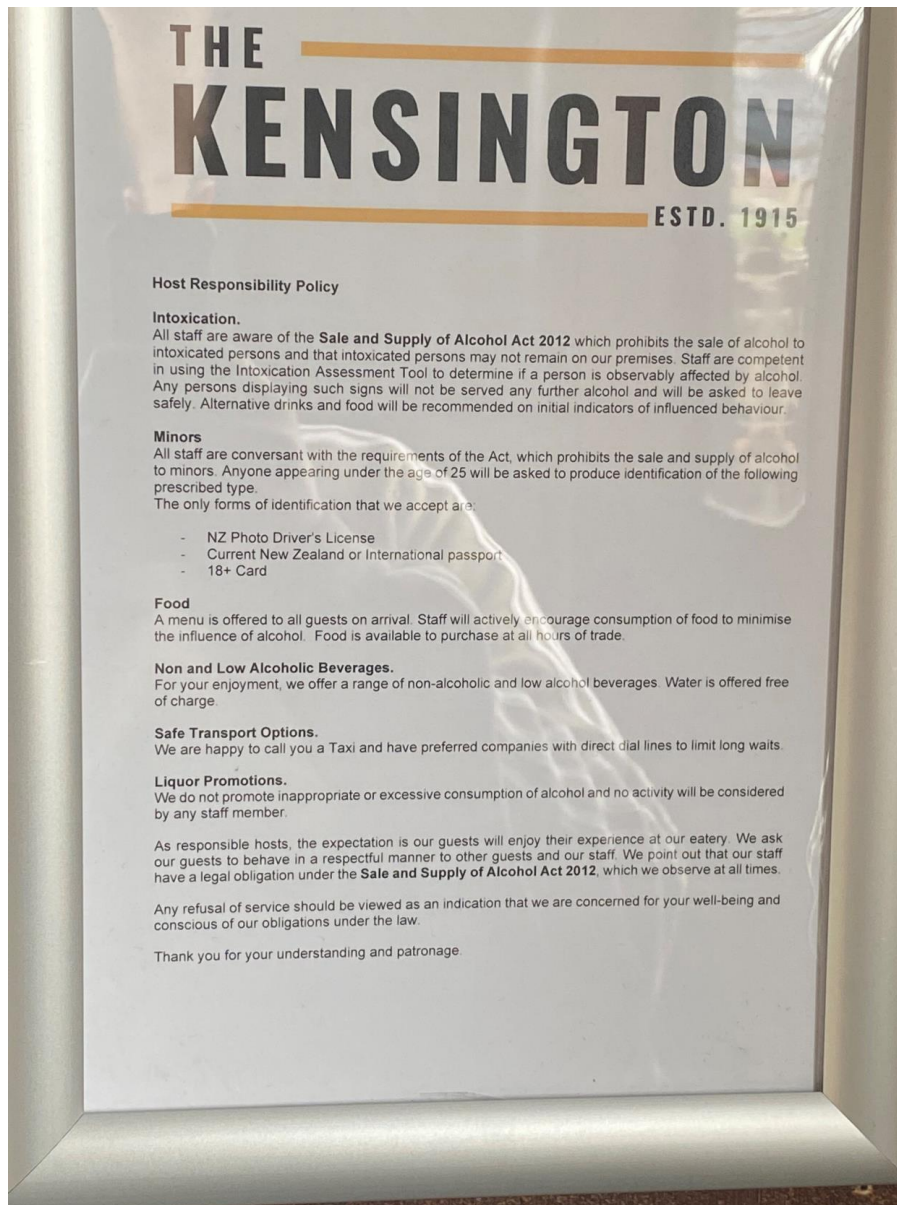 THE
KENSINGTON
ESTD. 1915
Host Responsibility Policy
Intoxication.
All staff are aware of the Sale and Supply of Alcohol Act 2012 which prohibits the sale of alcohol to
intoxicated persons and that intoxicated persons may not remain on our premises. Staff are competent
in using the Intoxication Assessment Tool to determine if a person is observably affected by alcohol.
Any persons displaying such signs will not be served any further alcohol and will be asked to leave
safely. Alternative drinks and food will be recommended on initial indicators of influenced behaviour.
Minors
All staff are conversant with the requirements of the Act, which prohibits the sale and supply of alcohol
to minors. Anyone appearing under the age of 25 will be asked to produce identification of the following
prescribed type.
The only forms of identification that we accept are:
- NZ Photo Driver's License
- Current New Zealand or International passport
- 18+ Card
Food
A menu is offered to all guests on arrival. Staff will actively encourage consumption of food to minimise
the influence of alcohol. Food is available to purchase at all hours of trade.
Non and Low Alcoholic Beverages.
For your enjoyment, we offer a range of non-alcoholic and low alcohol beverages. Water is offered free
of charge.
Safe Transport Options.
We are happy to call you a Taxi and have preferred companies with direct dial lines to limit long waits.
Liquor Promotions.
We do not promote inappropriate or excessive consumption of alcohol and no activity will be considered
by any staff member.
As responsible hosts, the expectation is our guests will enjoy their experience at our eatery. We ask
our guests to behave in a respectful manner to other guests and our staff. We point out that our staff
have a legal obligation under the Sale and Supply of Alcohol Act 2012, which we observe at all times.
Any refusal of service should be viewed as an indication that we are concerned for your well-being and
conscious of our obligations under the law.
Thank you for your understanding and patronage.